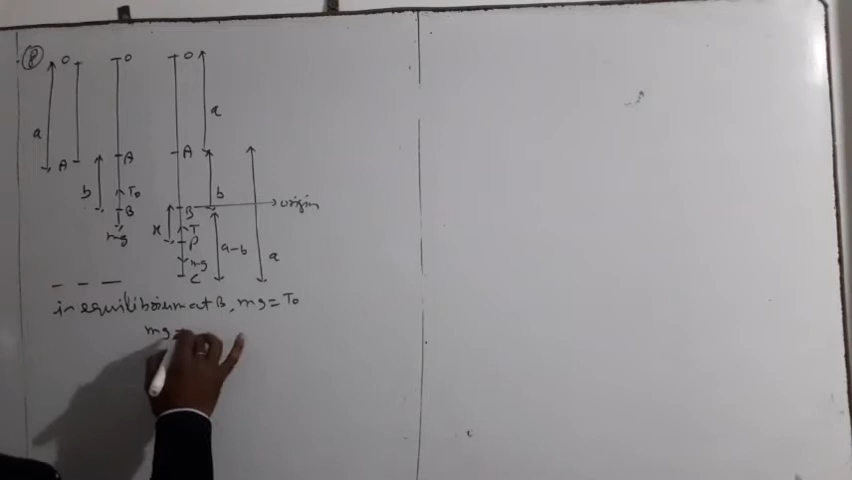 8
O O O
a
a
A A A
b T₀ b
B B origin
mg x T
P a-b a
mg
C
in equilibrium at B, mg = T₀
mg =